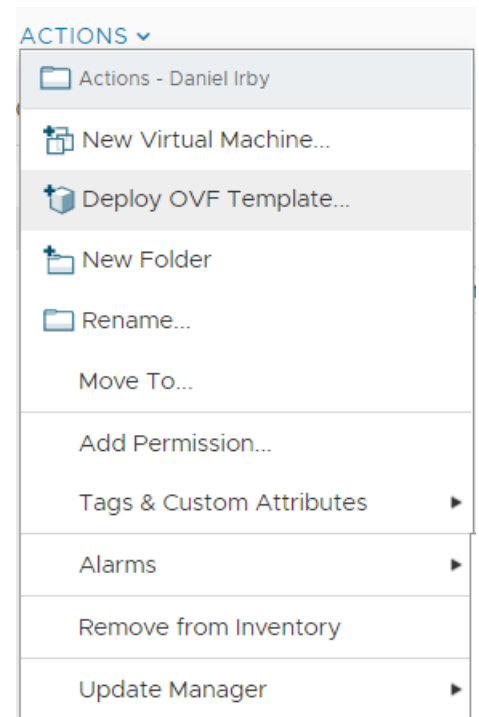 ACTIONS
Actions - Daniel Irby
New Virtual Machine...
Deploy OVF Template...
New Folder
Rename...
Move To...
Add Permission...
Tags & Custom Attributes
Alarms
Remove from Inventory
Update Manager